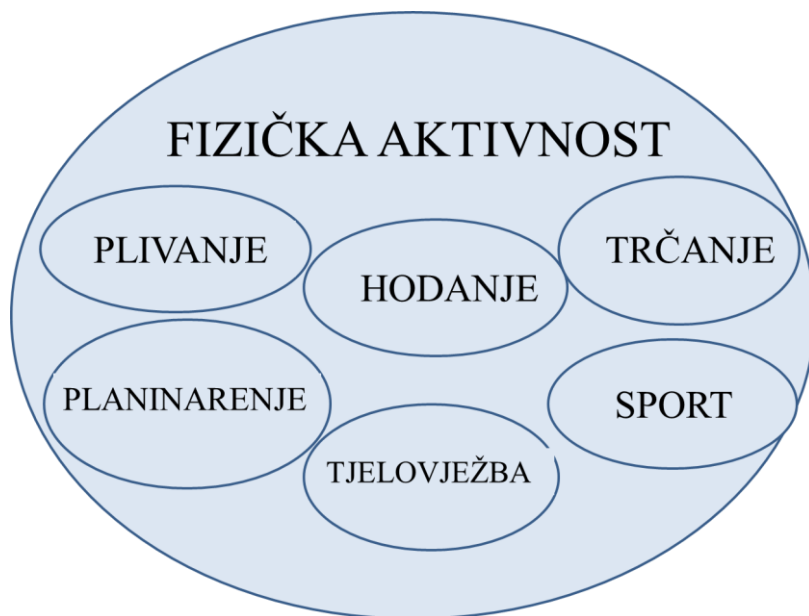 FIZIČKA AKTIVNOST
PLIVANJE
HODANJE
TRČANJE
PLANINARENJE
TJELOVJEŽBA
SPORT